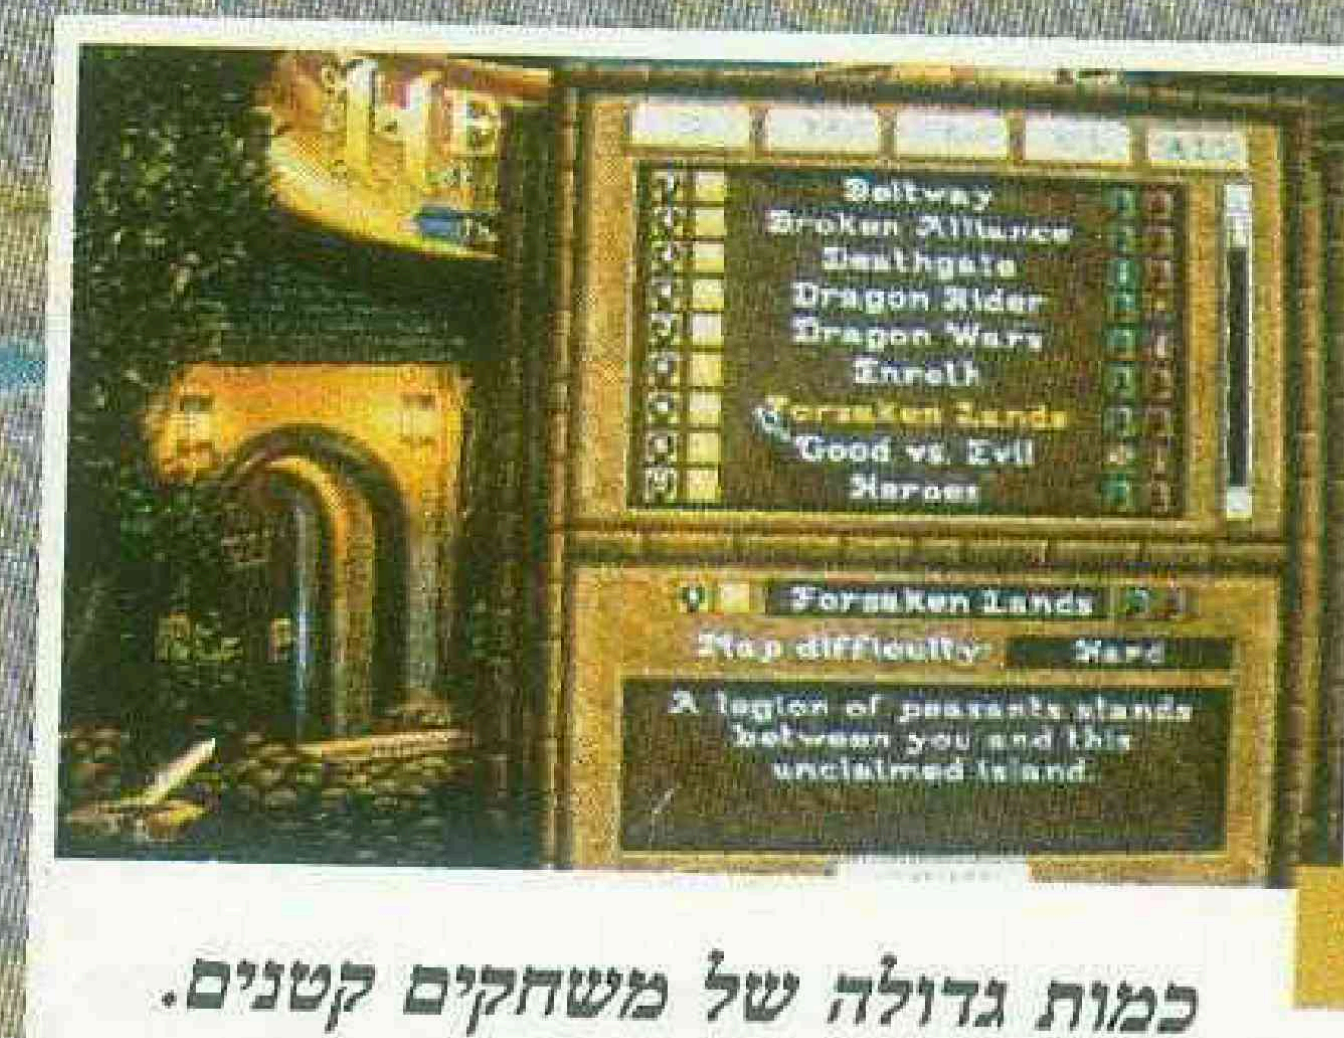 Beltway
Broken Alliance
Deathgate
Dragon Rider
Dragon Wars
Enroth
Forsaken Lands
Good vs. Evil
Heroes
Forsaken Lands
Map difficulty: Hard
A legion of peasants stands
between you and this
unclaimed island.
כמות גדולה של משחקים קטנים.